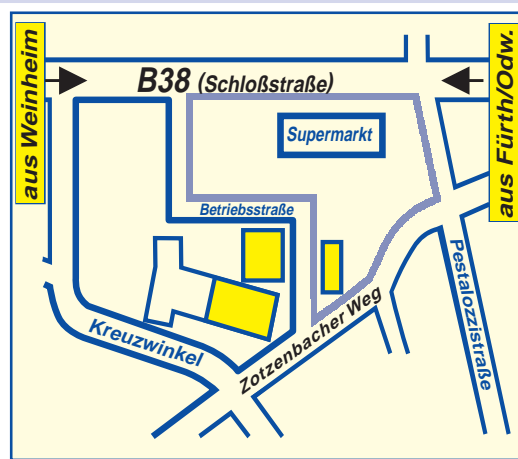 aus Weinheim
B38 (Schloßstraße)
aus Fürth/Odw.
Supermarkt
Betriebsstraße
Kreuzwinkel
Zotzenbacher Weg
Pestalozzistraße